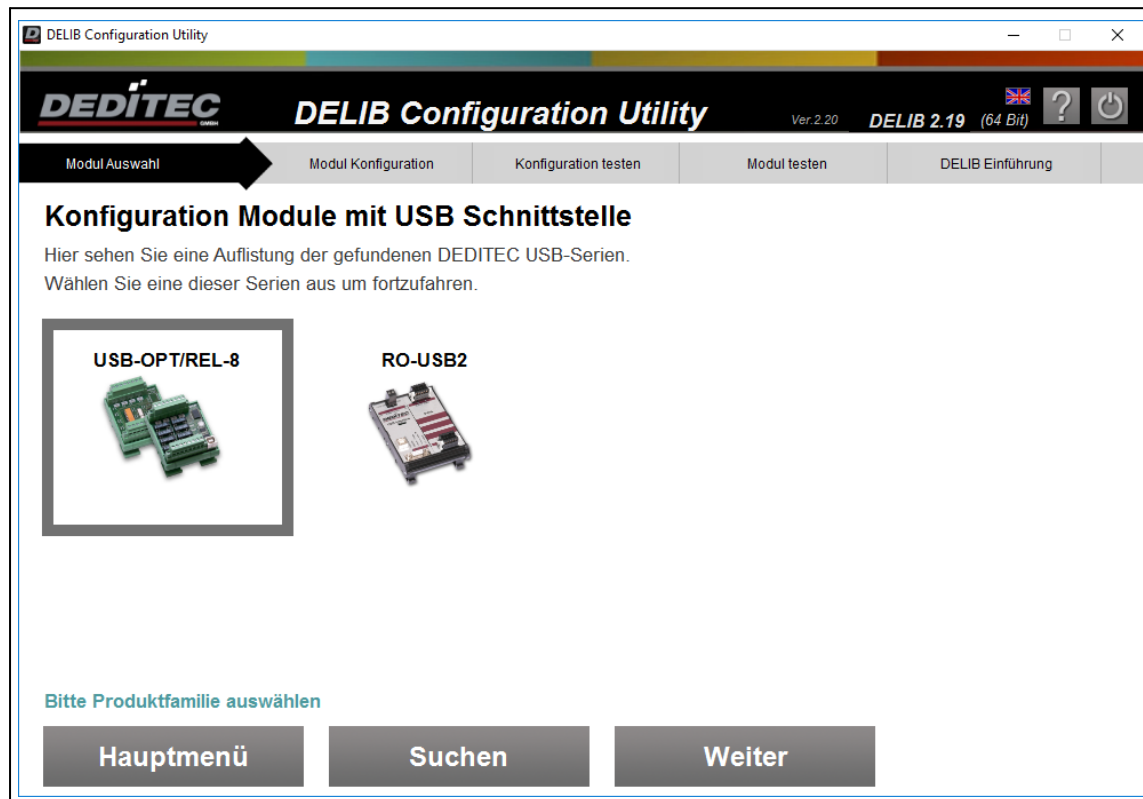 DELIB Configuration Utility
DEDITEC
GMBH
DELIB Configuration Utility
Ver.2.20
DELIB 2.19 (64 Bit)
?
Modul Auswahl
Modul Konfiguration
Konfiguration testen
Modul testen
DELIB Einführung
Konfiguration Module mit USB Schnittstelle
Hier sehen Sie eine Auflistung der gefundenen DEDITEC USB-Serien.
Wählen Sie eine dieser Serien aus um fortzufahren.
USB-OPT/REL-8
RO-USB2
Bitte Produktfamilie auswählen
Hauptmenü
Suchen
Weiter